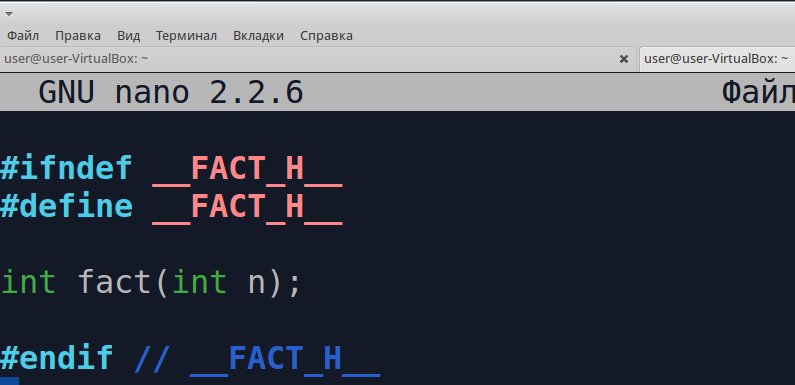 Файл Правка Вид Терминал Вкладки Справка
user@user-VirtualBox: ~ user@user-VirtualBox: ~
GNU nano 2.2.6 Файл
#ifndef __FACT_H__
#define __FACT_H__
int fact(int n);
#endif // __FACT_H__